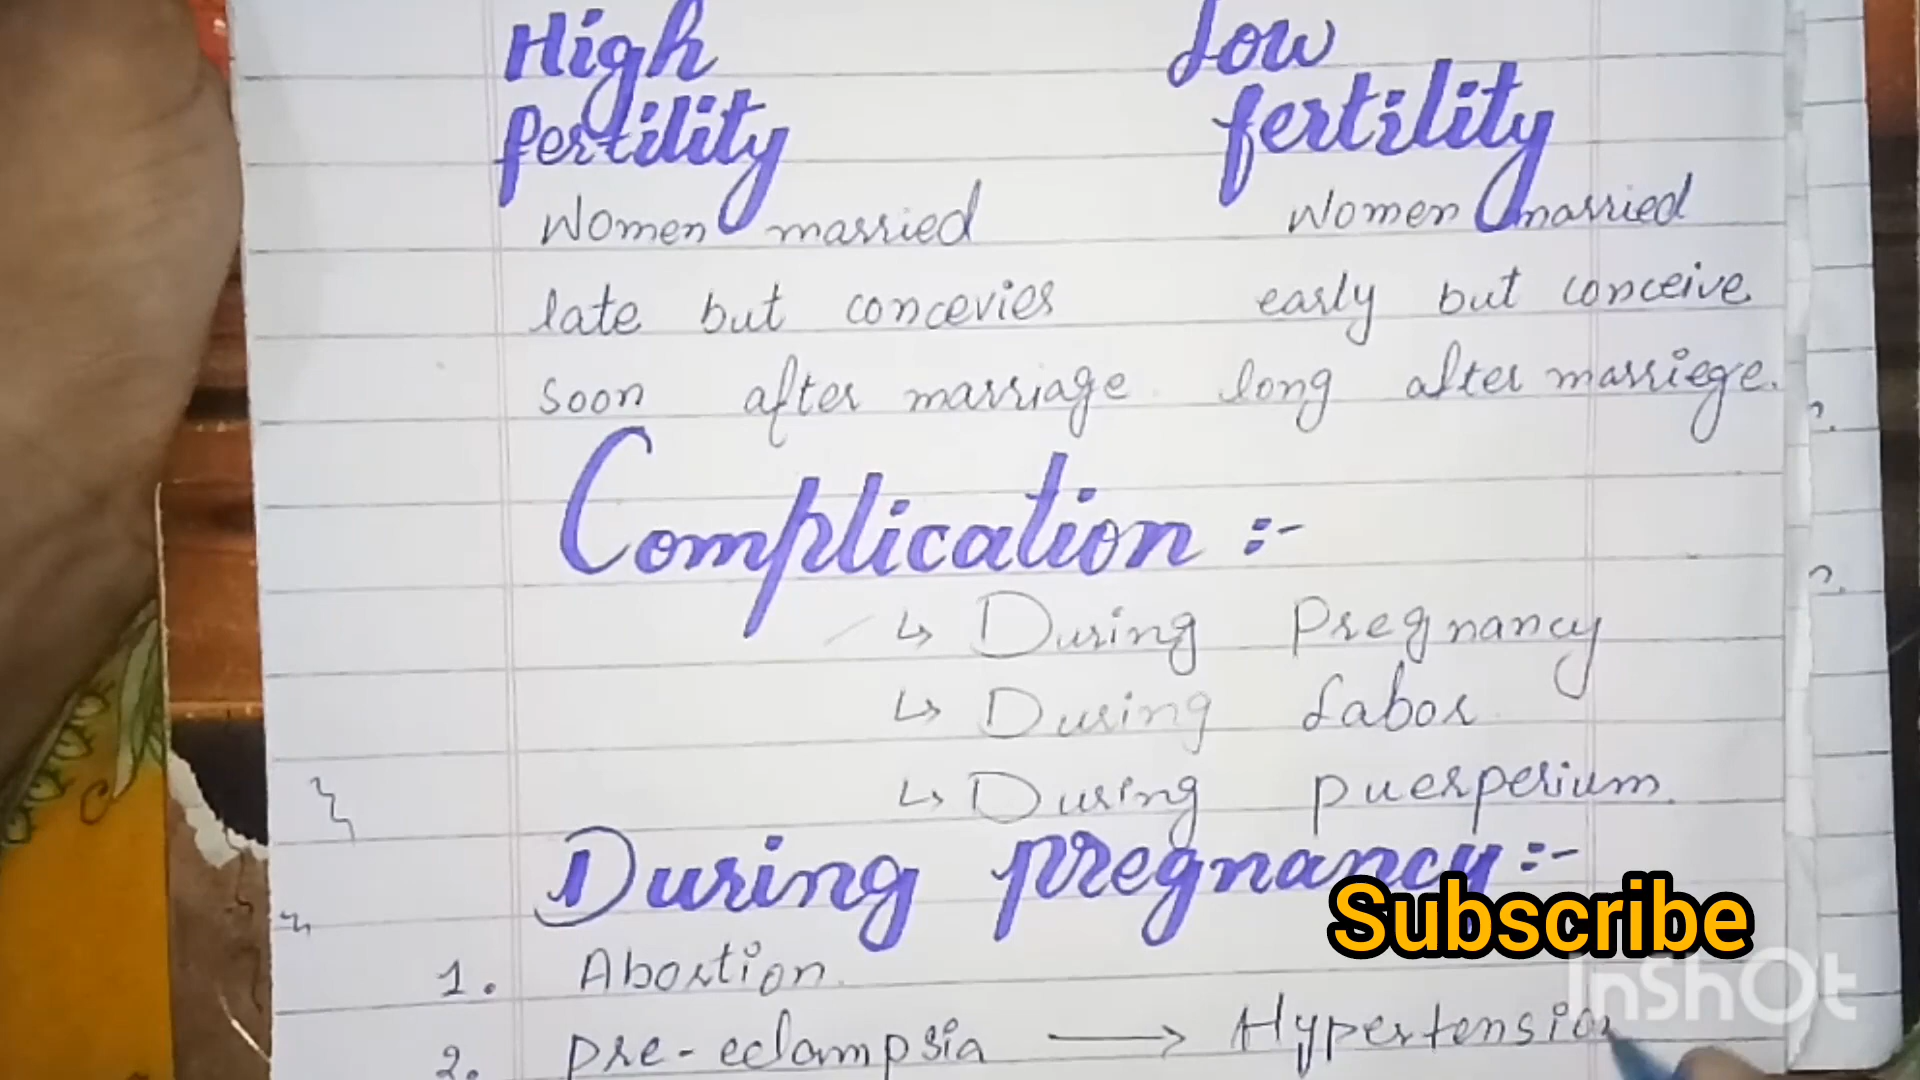 High Low
fertility fertility
Women married Women married
late but concevies early but conceive
soon after marriage. long after marriege.
Complication :-
↳ During Pregnancy
↳ During Labor
↳ During puerperium.
During pregnancy:-
Subscribe
1. Abortion.
InShOt
2. pre-eclampsia → Hypertension